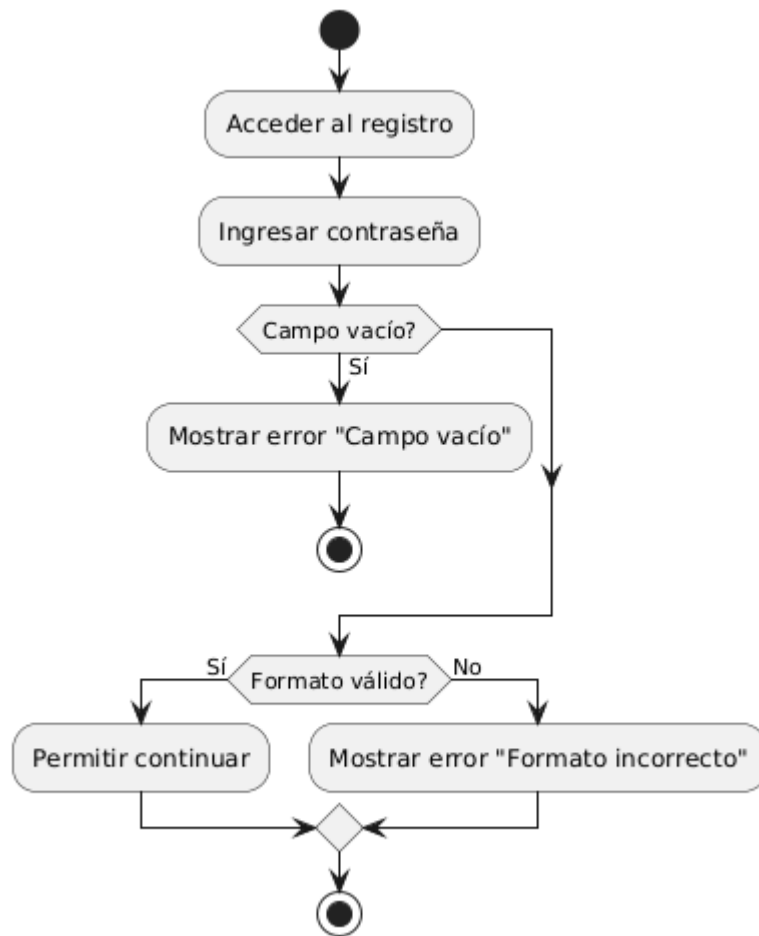 Acceder al registro
Ingresar contraseña
Campo vacío?
Sí
Mostrar error "Campo vacío"
Sí
Formato válido?
No
Permitir continuar
Mostrar error "Formato incorrecto"